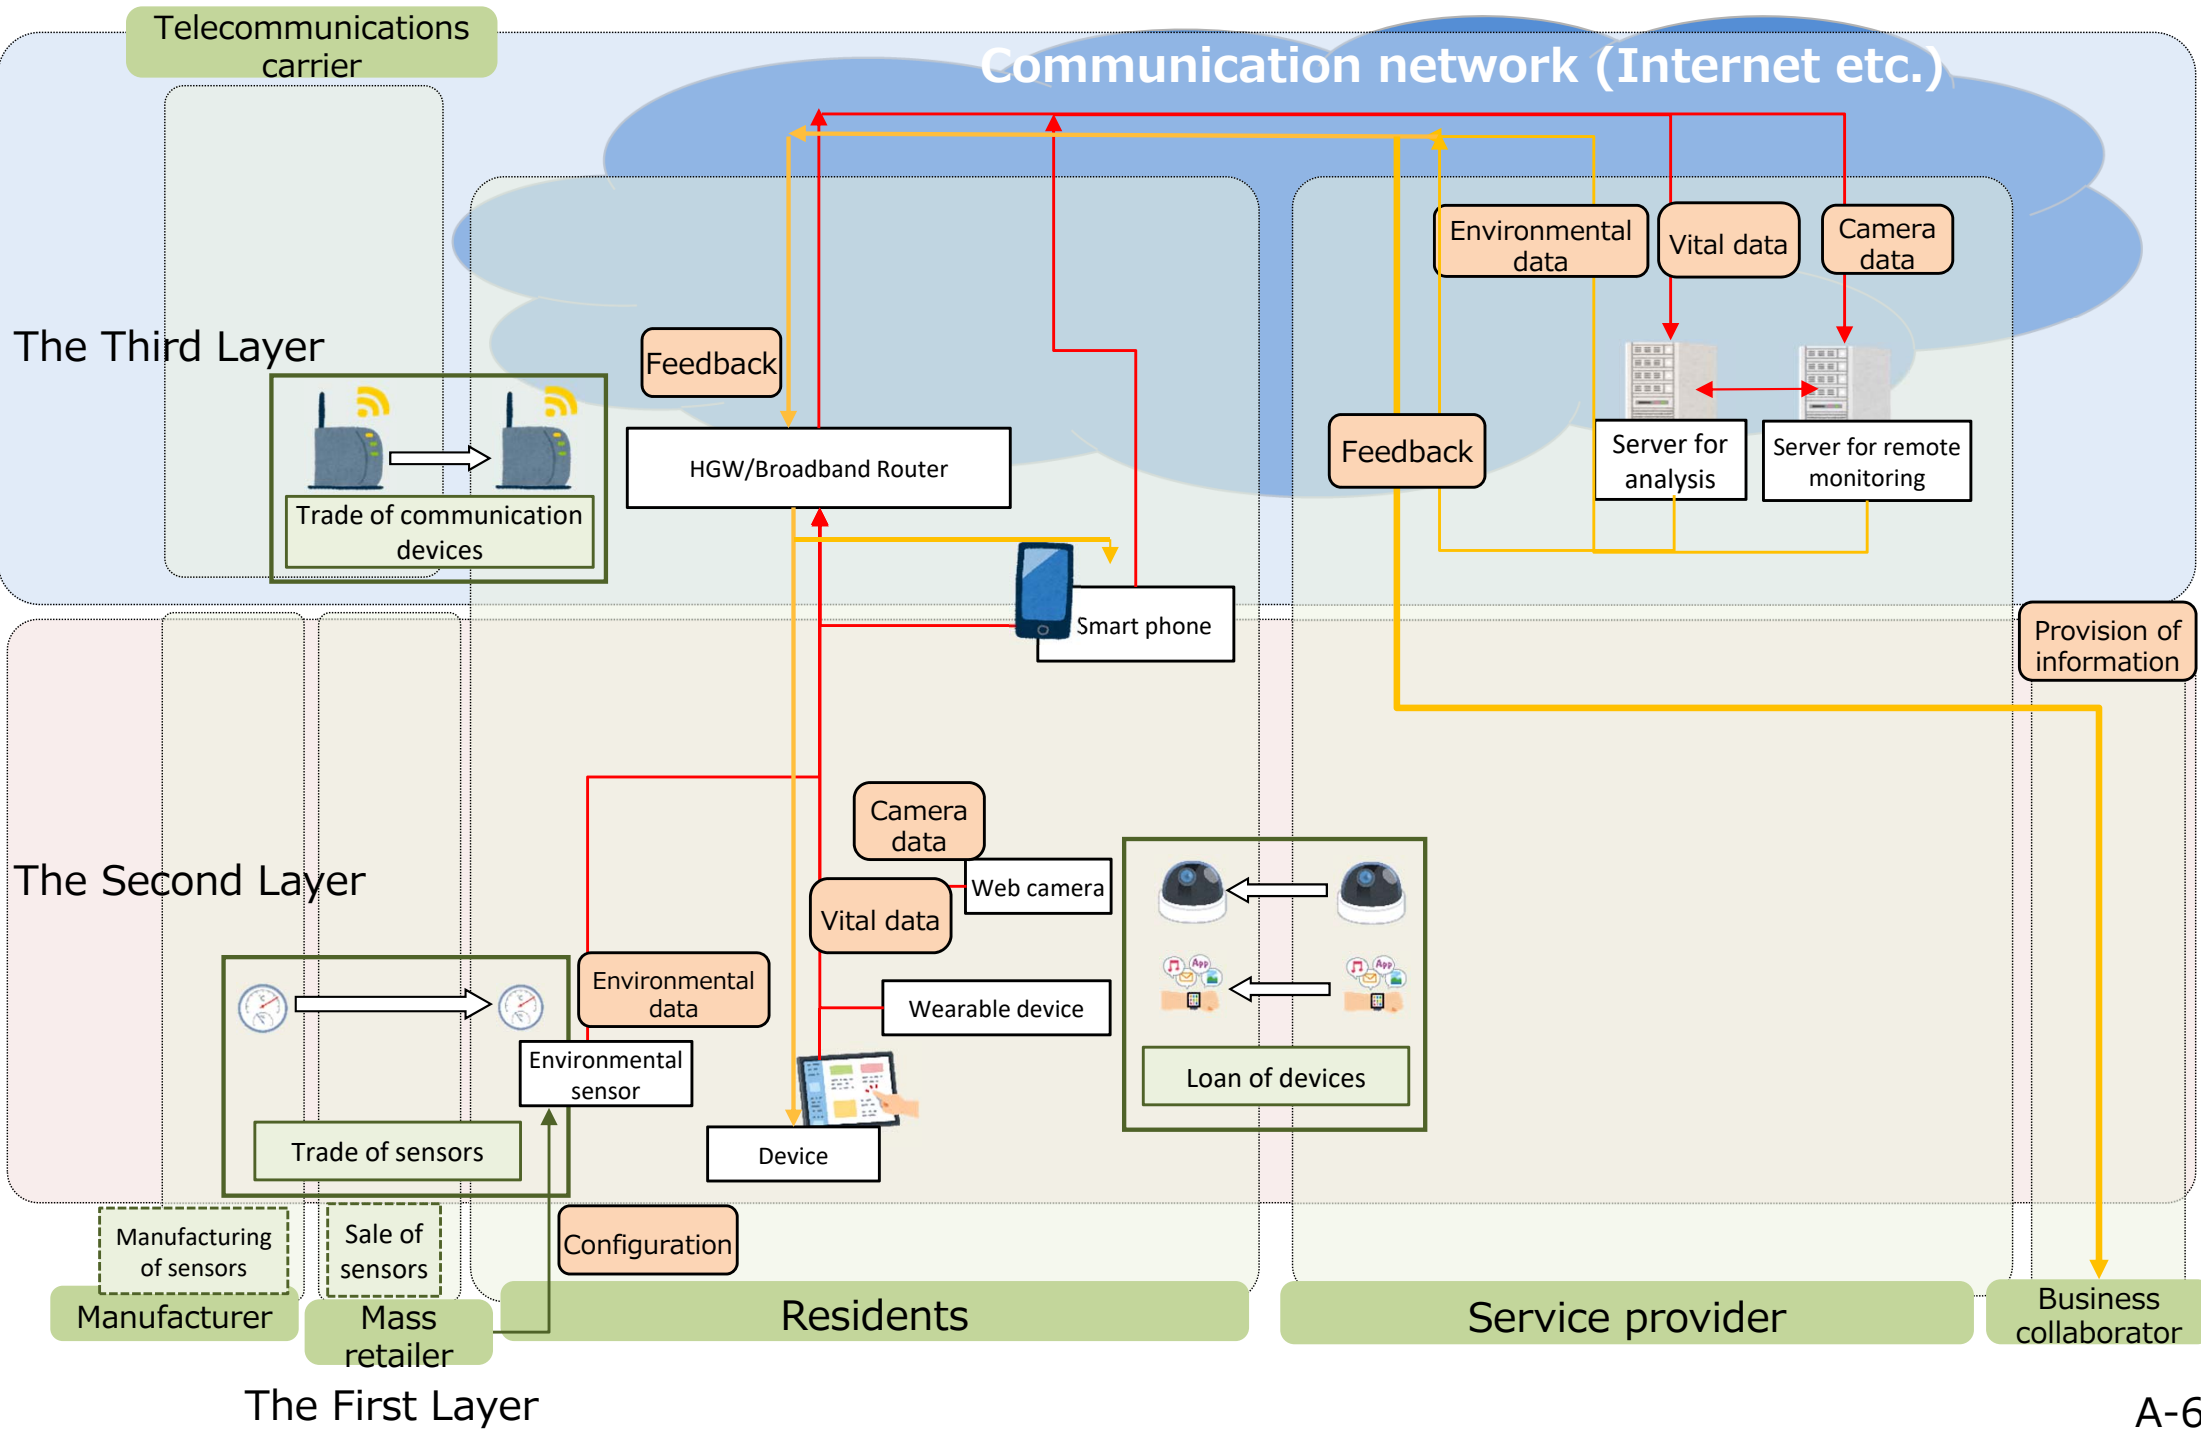 Telecommunications
carrier
Communication network (Internet etc.)
Environmental
data
Vital data
Camera
data
The Third Layer
Feedback
HGW/Broadband Router
Feedback
Server for
analysis
Server for remote
monitoring
Trade of communication
devices
Smart phone
Provision of
information
Camera
data
The Second Layer
Web camera
Vital data
Environmental
data
Wearable device
App
App
Environmental
sensor
Loan of devices
Trade of sensors
Device
Manufacturing
of sensors
Sale of
sensors
Configuration
Manufacturer
Mass
retailer
Residents
Service provider
Business
collaborator
The First Layer
A-6